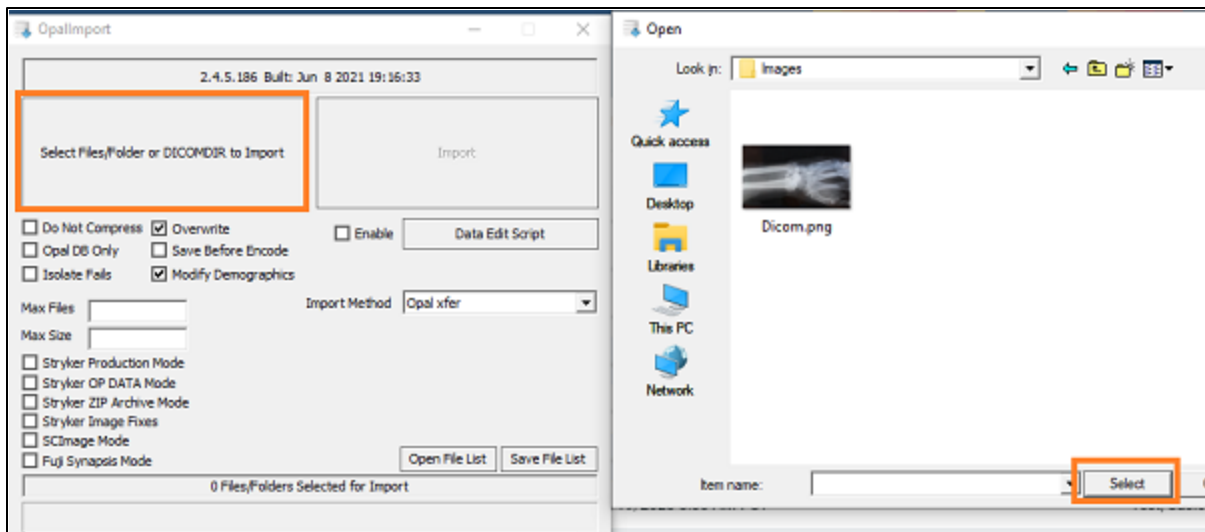 OpalImport
2.4.5.186 Built: Jun 8 2021 19:16:33
Select Files/Folder or DICOMDIR to Import
Import
Do Not Compress
Overwrite
Enable
Data Edit Script
Opal DB Only
Save Before Encode
Isolate Fails
Modify Demographics
Max Files
Import Method
Opal xfer
Max Size
Stryker Production Mode
Stryker OP DATA Mode
Stryker ZIP Archive Mode
Stryker Image Fixes
SCImage Mode
Fuji Synapsis Mode
Open File List
Save File List
0 Files/Folders Selected for Import
Open
Look in:
Images
Quick access
Desktop
Libraries
This PC
Network
Dicom.png
Item name:
Select